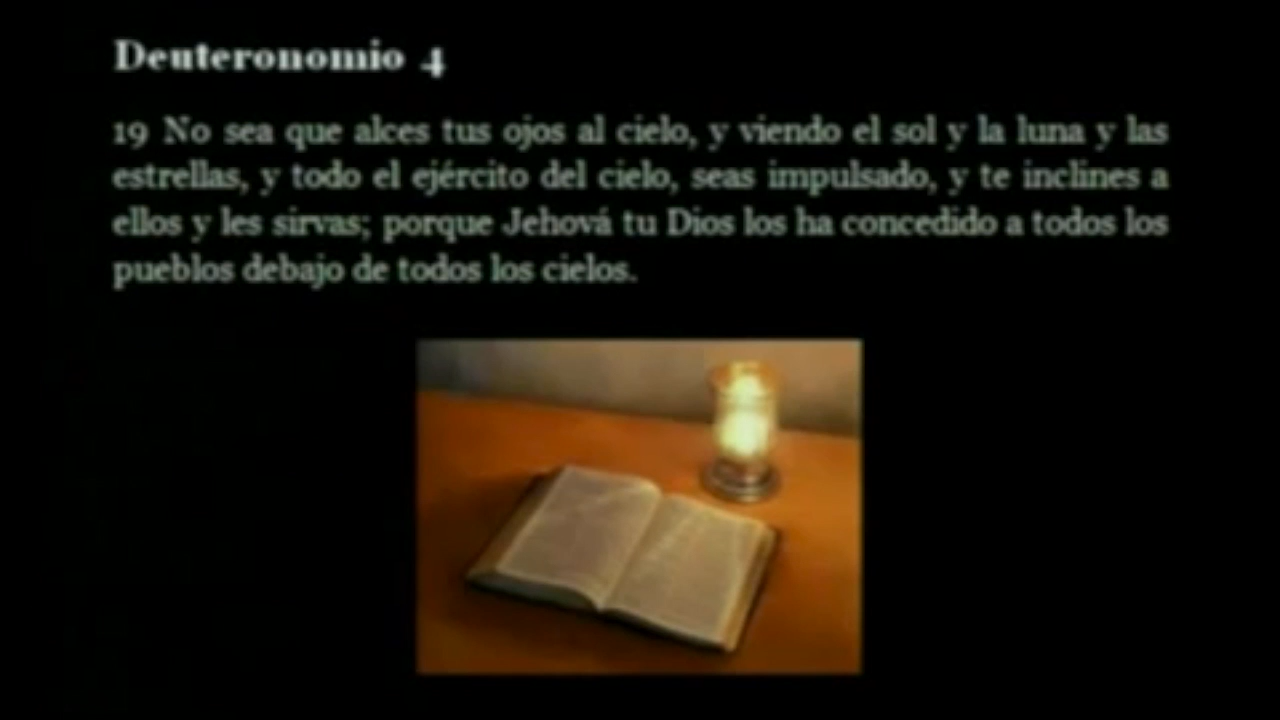 Deuteronomio 4
19 No sea que alces tus ojos al cielo, y viendo el sol y la luna y las
estrellas, y todo el ejército del cielo, seas impulsado, y te inclines a
ellos y les sirvas; porque Jehová tu Dios los ha concedido a todos los
pueblos debajo de todos los cielos.